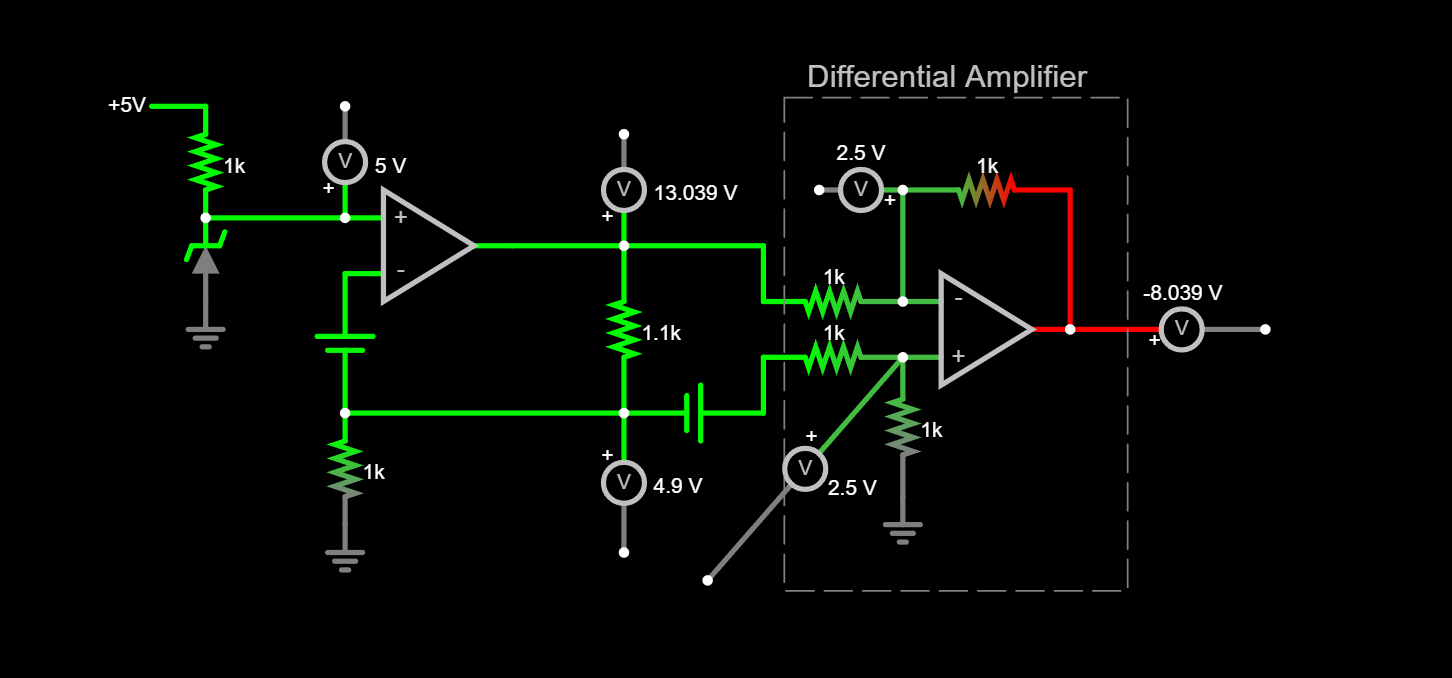 Differential Amplifier
+5V
1k
V
5 V
+
+
-
V
13.039 V
+
1.1k
1k
+
V
4.9 V
2.5 V
V
+
1k
1k
1k
-
+
-8.039 V
V
+
1k
+
V
2.5 V